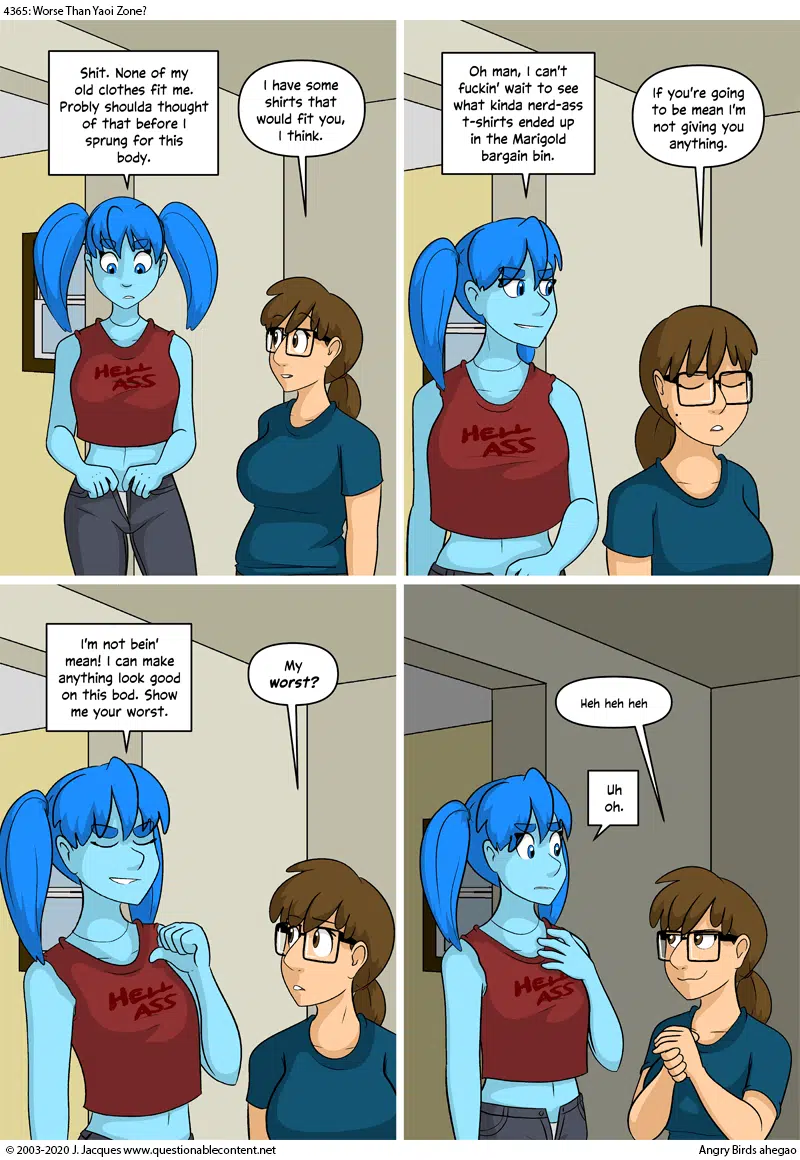 4365: Worse Than Yaoi Zone?
Shit. None of my
old clothes fit me.
Probly shoulda thought
of that before I
sprung for this
body.
I have some
shirts that
would fit you,
I think.
HELL
ASS
Oh man, I can't
fuckin' wait to see
what kinda nerd-ass
t-shirts ended up
in the Marigold
bargain bin.
If you're going
to be mean I'm
not giving you
anything.
HELL
ASS
I'm not bein'
mean! I can make
anything look good
on this bod. Show
me your worst.
My
worst?
HELL
ASS
Heh heh heh
Uh
oh.
HELL
ASS
© 2003-2020 J. Jacques www.questionablecontent.net
Angry Birds ahegao